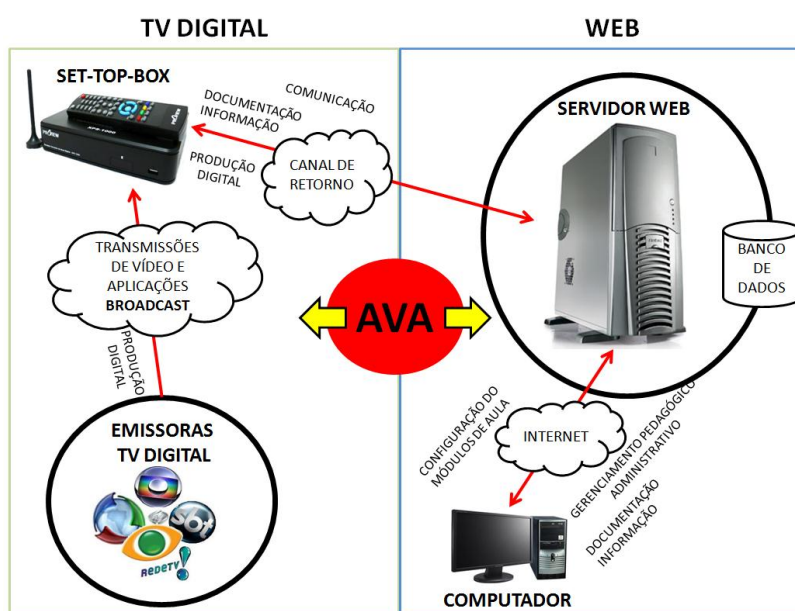 TV DIGITAL
WEB
SET-TOP-BOX
COMUNICAÇÃO
DOCUMENTAÇÃO
INFORMAÇÃO
PRODUÇÃO
DIGITAL
CANAL DE
RETORNO
SERVIDOR WEB
BANCO
DE
DADOS
TRANSMISSÕES
DE VÍDEO E
APLICAÇÕES
BROADCAST
AVA
PRODUÇÃO
DIGITAL
EMISSORAS
TV DIGITAL
sbt
REDETV!
CONFIGURAÇÃO DO
MÓDULOS DE AULA
INTERNET
GERENCIAMENTO PEDAGÓGICO
ADMINISTRATIVO
DOCUMENTAÇÃO
INFORMAÇÃO
COMPUTADOR